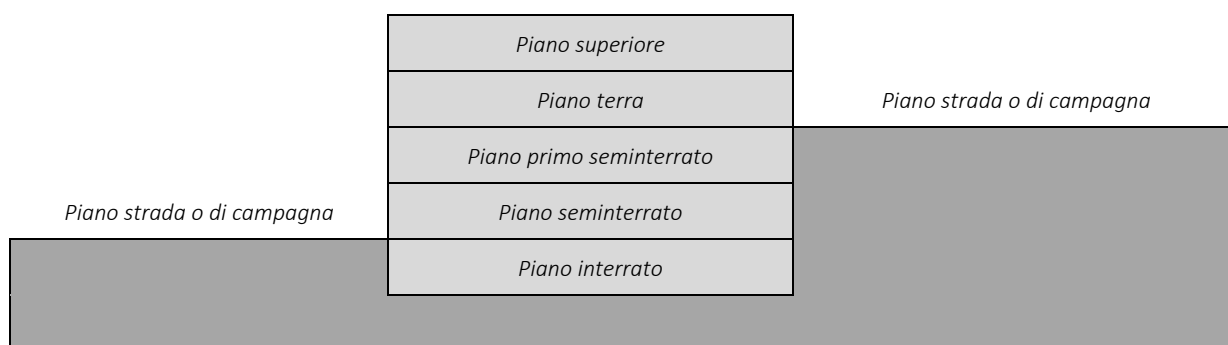 Piano superiore
Piano terra
Piano strada o di campagna
Piano primo seminterrato
Piano strada o di campagna
Piano seminterrato
Piano interrato